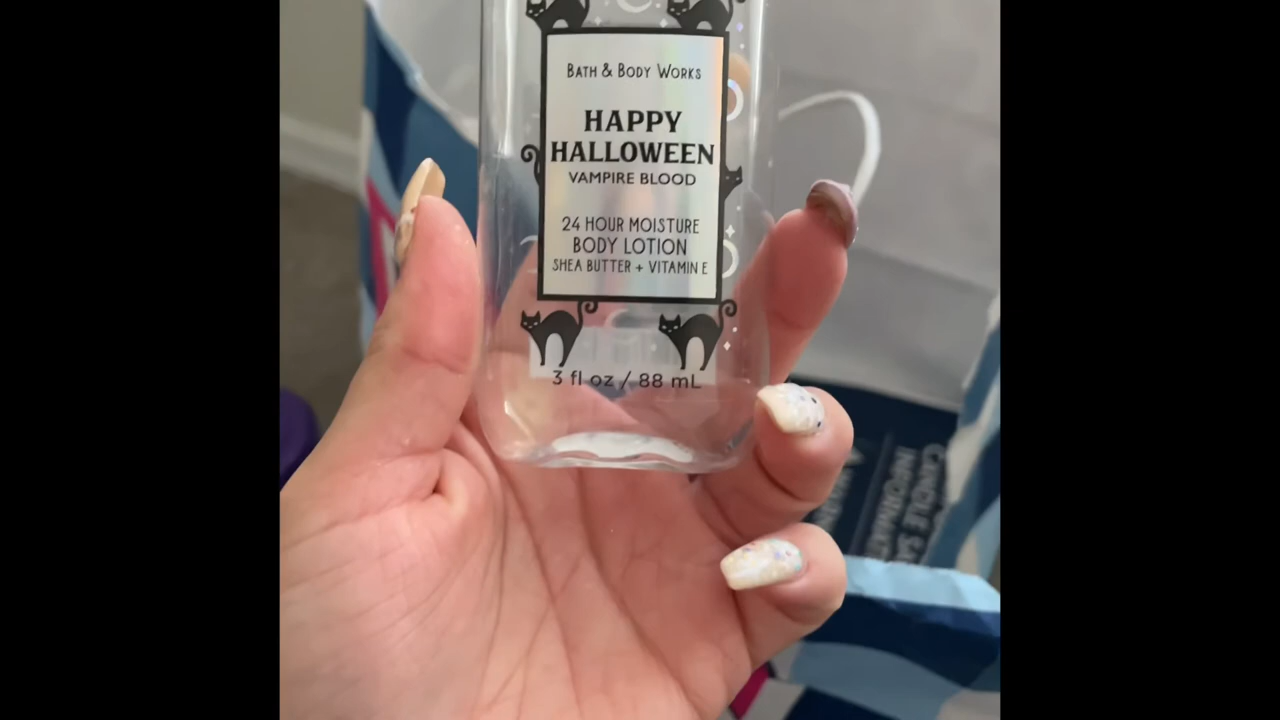 BATH & BODY WORKS
HAPPY
HALLOWEEN
VAMPIRE BLOOD
24 HOUR MOISTURE
BODY LOTION
SHEA BUTTER + VITAMIN E
3 fl oz / 88 mL
CANDLE